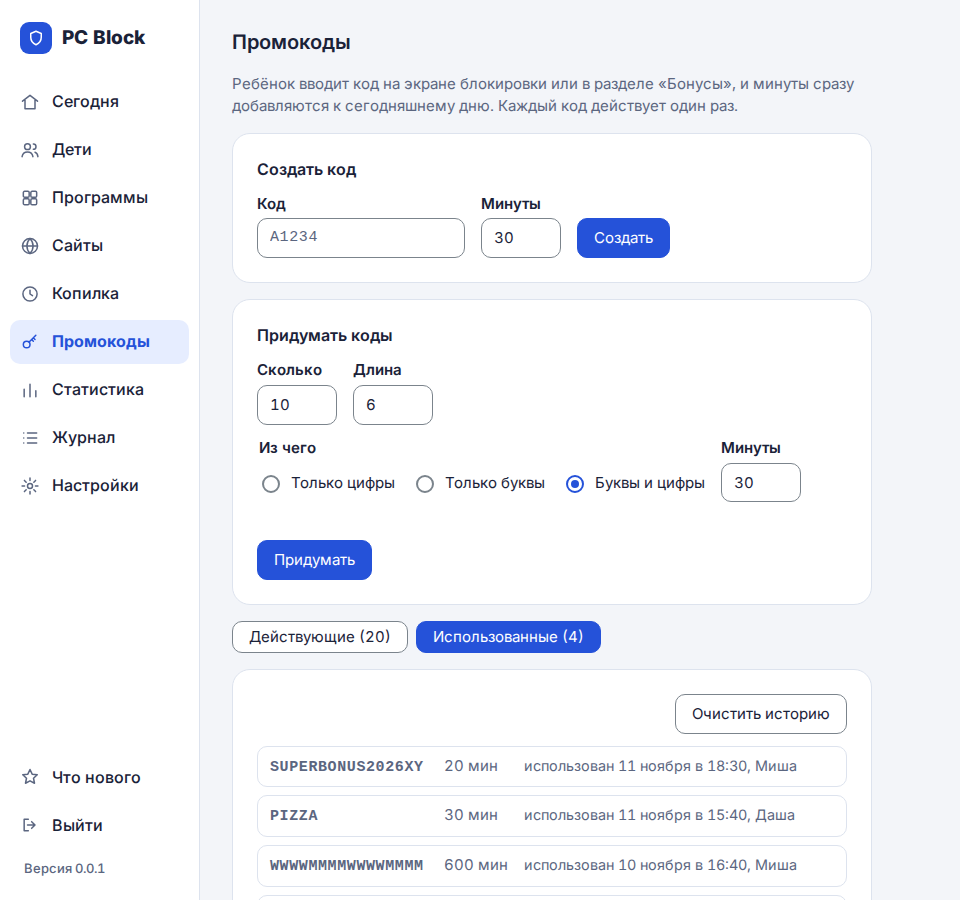 PC Block
Сегодня
Дети
Программы
Сайты
Копилка
Промокоды
Статистика
Журнал
Настройки
Что нового
Выйти
Версия 0.0.1
Промокоды
Ребёнок вводит код на экране блокировки или в разделе «Бонусы», и минуты сразу
добавляются к сегодняшнему дню. Каждый код действует один раз.
Создать код
Код Минуты
A1234 30 Создать
Придумать коды
Сколько Длина
10 6
Из чего Минуты
Только цифры Только буквы Буквы и цифры 30
Придумать
Действующие (20) Использованные (4)
Очистить историю
SUPERBONUS2026XY 20 мин использован 11 ноября в 18:30, Миша
PIZZA 30 мин использован 11 ноября в 15:40, Даша
WWWWMMMMWWWWMMMM 600 мин использован 10 ноября в 16:40, Миша